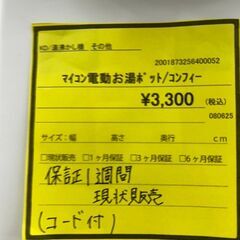 KD/湯沸かし機 その他
2001873256400052
マイコン電動お湯ポット/コンフィー
¥3,300 (税込)
080625
幅: 高さ: 奥行: cm
□現状販売 □1ヶ月保証 □3ヶ月保証 □6ヶ月保証
保証1週間
現状販売
(コード付)